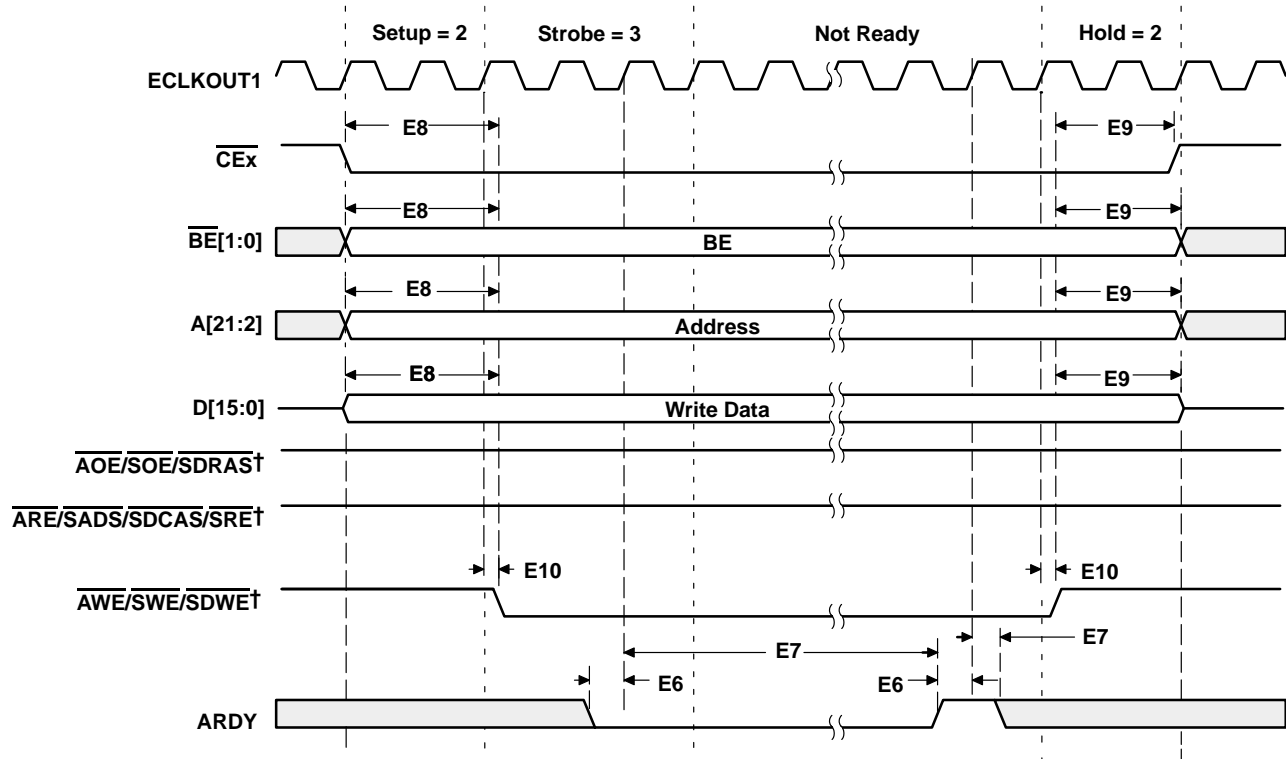 Setup = 2 Strobe = 3 Not Ready Hold = 2
ECLKOUT1
E8 E9
CEx
E8 E9
BE[1:0] BE
E8 E9
A[21:2] Address
E8 E9
D[15:0] Write Data
AOE/SOE/SDRAS†
ARE/SADS/SDCAS/SRE†
E10 E10
AWE/SWE/SDWE†
E7 E7
E6 E6
ARDY